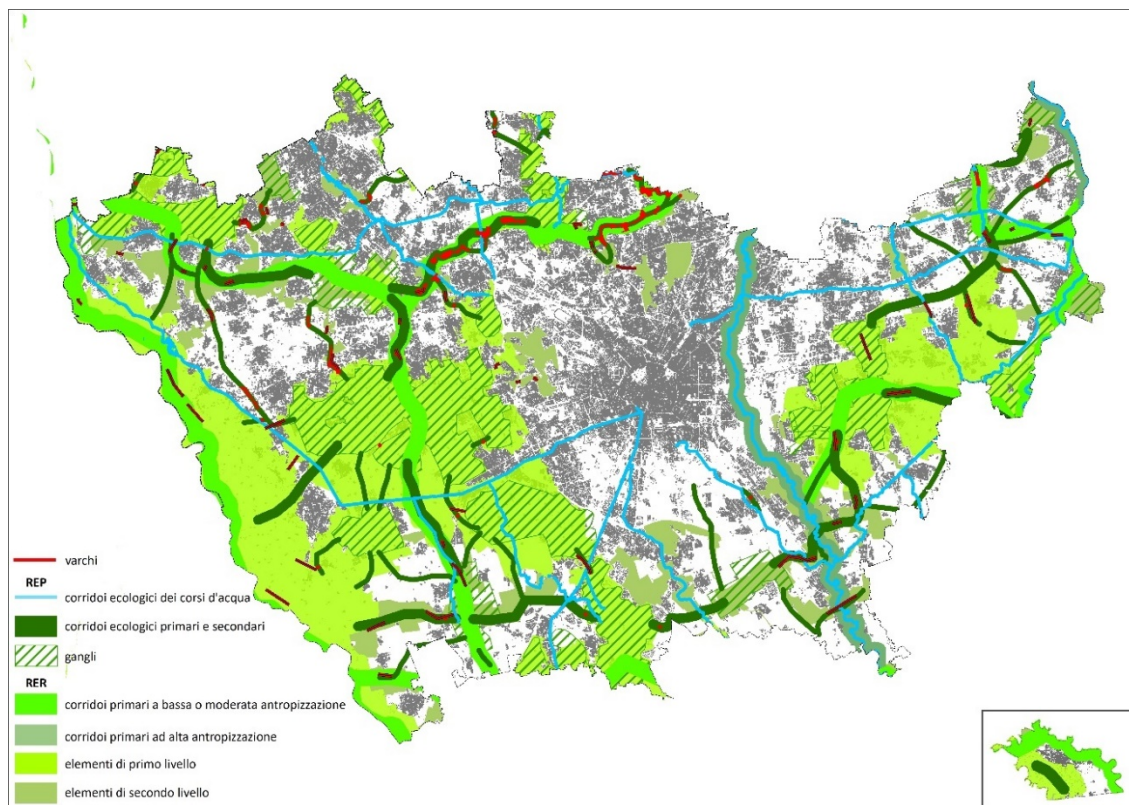 varchi
REP
corridoi ecologici dei corsi d'acqua
corridoi ecologici primari e secondari
gangli
RER
corridoi primari a bassa o moderata antropizzazione
corridoi primari ad alta antropizzazione
elementi di primo livello
elementi di secondo livello